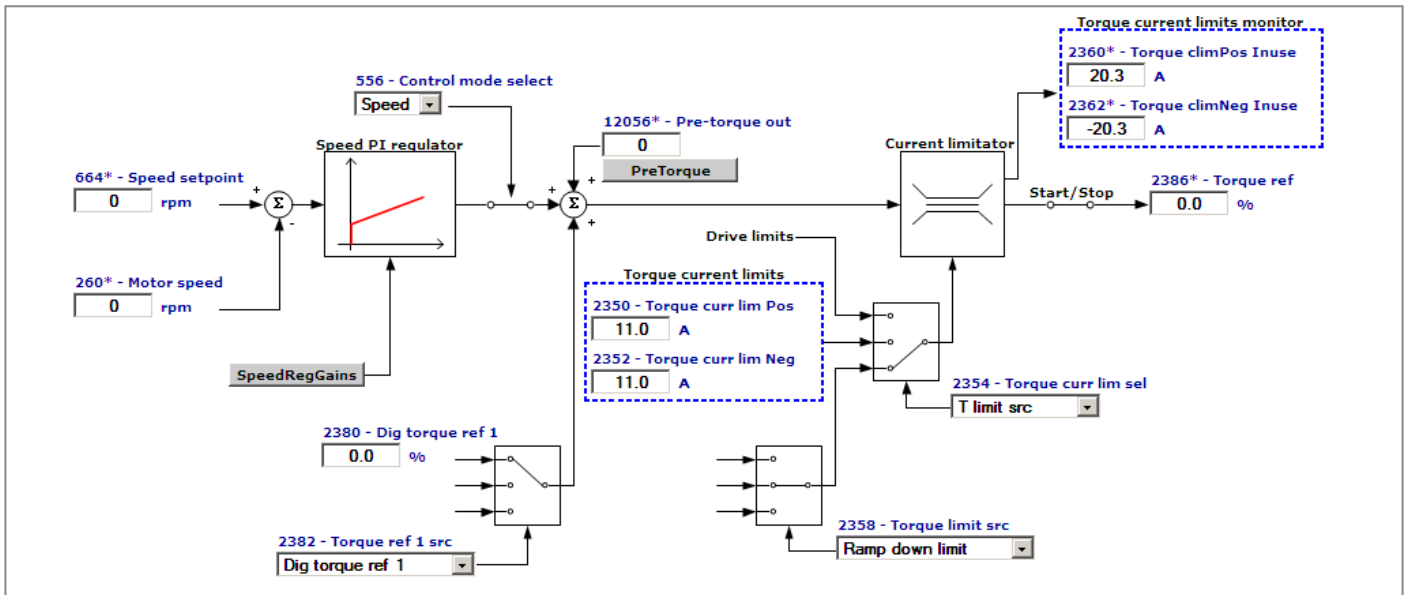 Torque current limits monitor
2360* - Torque climPos Inuse
20.3 A
2362* - Torque climNeg Inuse
-20.3 A
556 - Control mode select
Speed
12056* - Pre-torque out
0
PreTorque
Speed PI regulator
Current limitator
664* - Speed setpoint
0 rpm
+
Σ
-
+
+
Σ
+
Start/Stop
2386* - Torque ref
0.0 %
260* - Motor speed
0 rpm
Drive limits
Torque current limits
2350 - Torque curr lim Pos
11.0 A
2352 - Torque curr lim Neg
11.0 A
SpeedRegGains
2354 - Torque curr lim sel
T limit src
2380 - Dig torque ref 1
0.0 %
2382 - Torque ref 1 src
Dig torque ref 1
2358 - Torque limit src
Ramp down limit